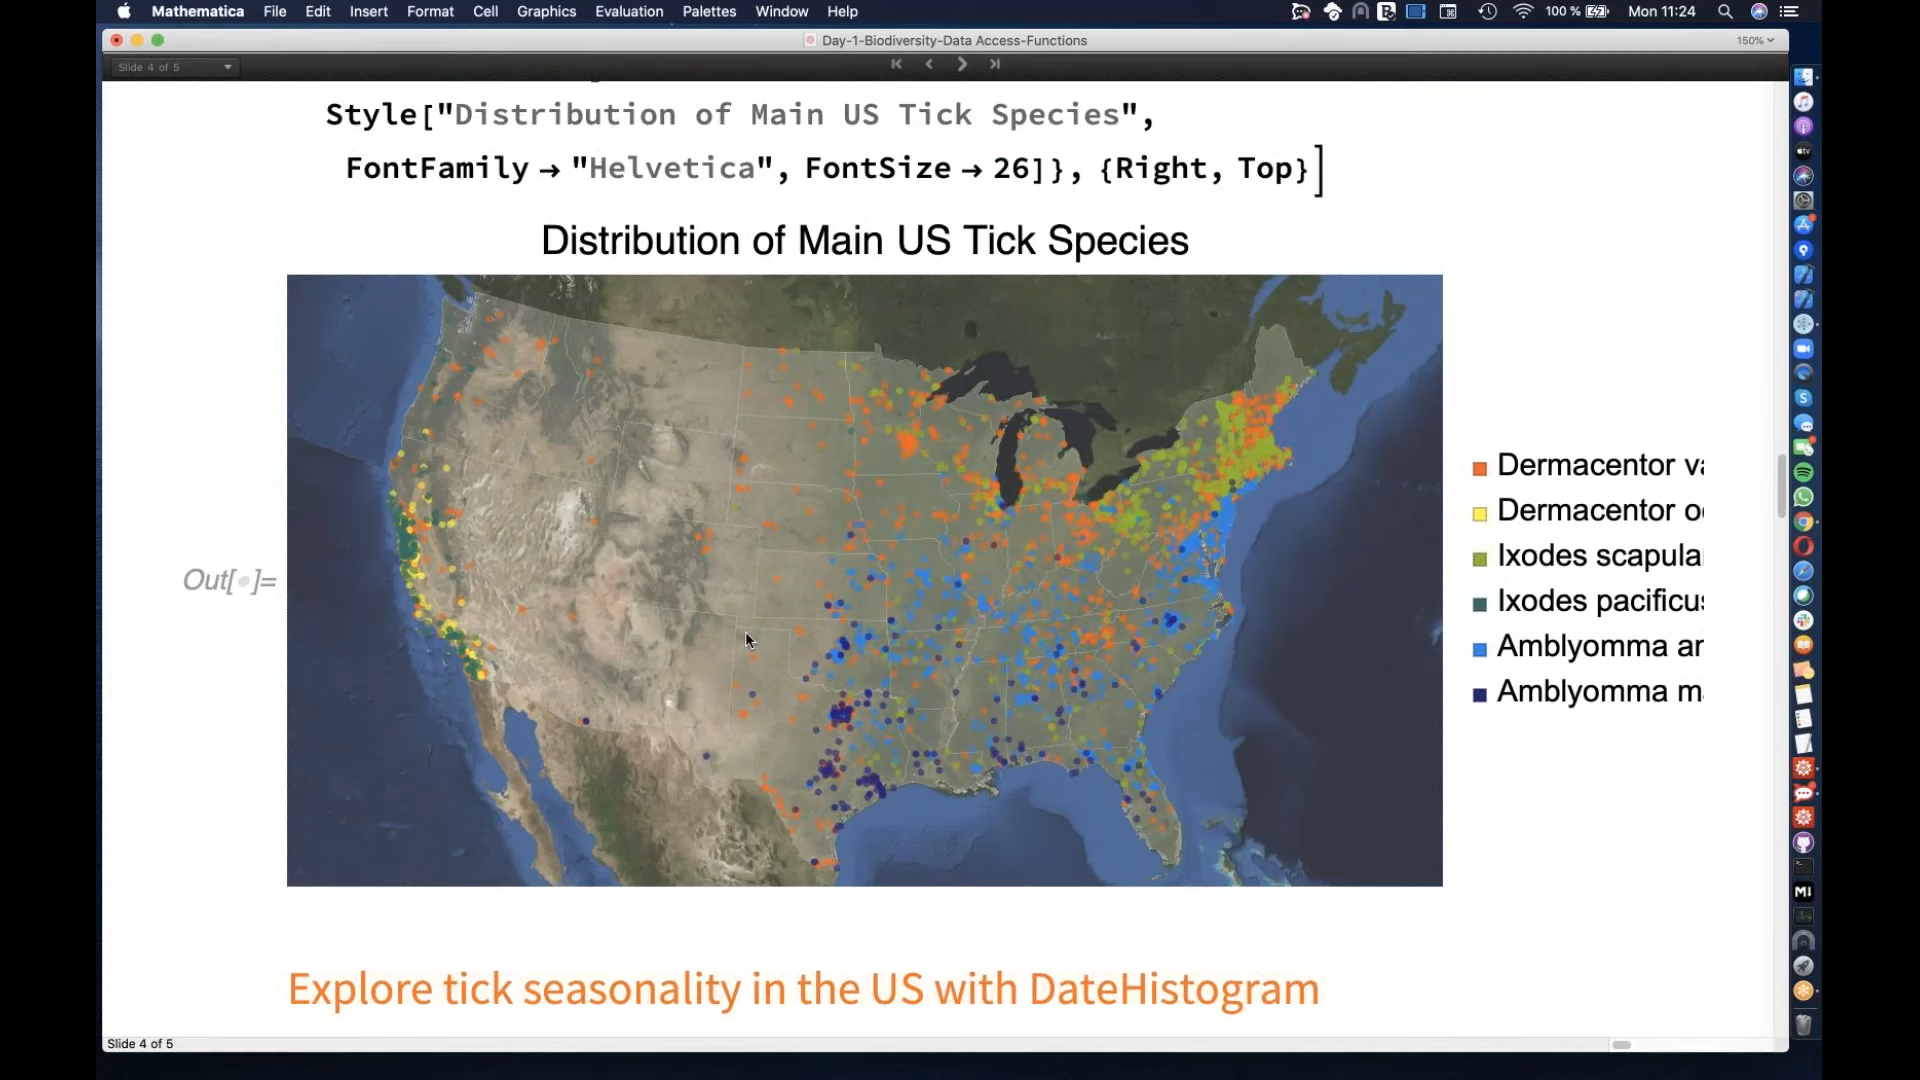 Mathematica File Edit Insert Format Cell Graphics Evaluation Palettes Window Help 100 % Mon 11:24
Day-1-Biodiversity-Data Access-Functions 150%
Slide 4 of 5
Style["Distribution of Main US Tick Species",
FontFamily → "Helvetica", FontSize → 26]}, {Right, Top}]
Distribution of Main US Tick Species
Out[ ]=
Dermacentor va
Dermacentor o
Ixodes scapula
Ixodes pacificus
Amblyomma ar
Amblyomma ma
Explore tick seasonality in the US with DateHistogram
Slide 4 of 5